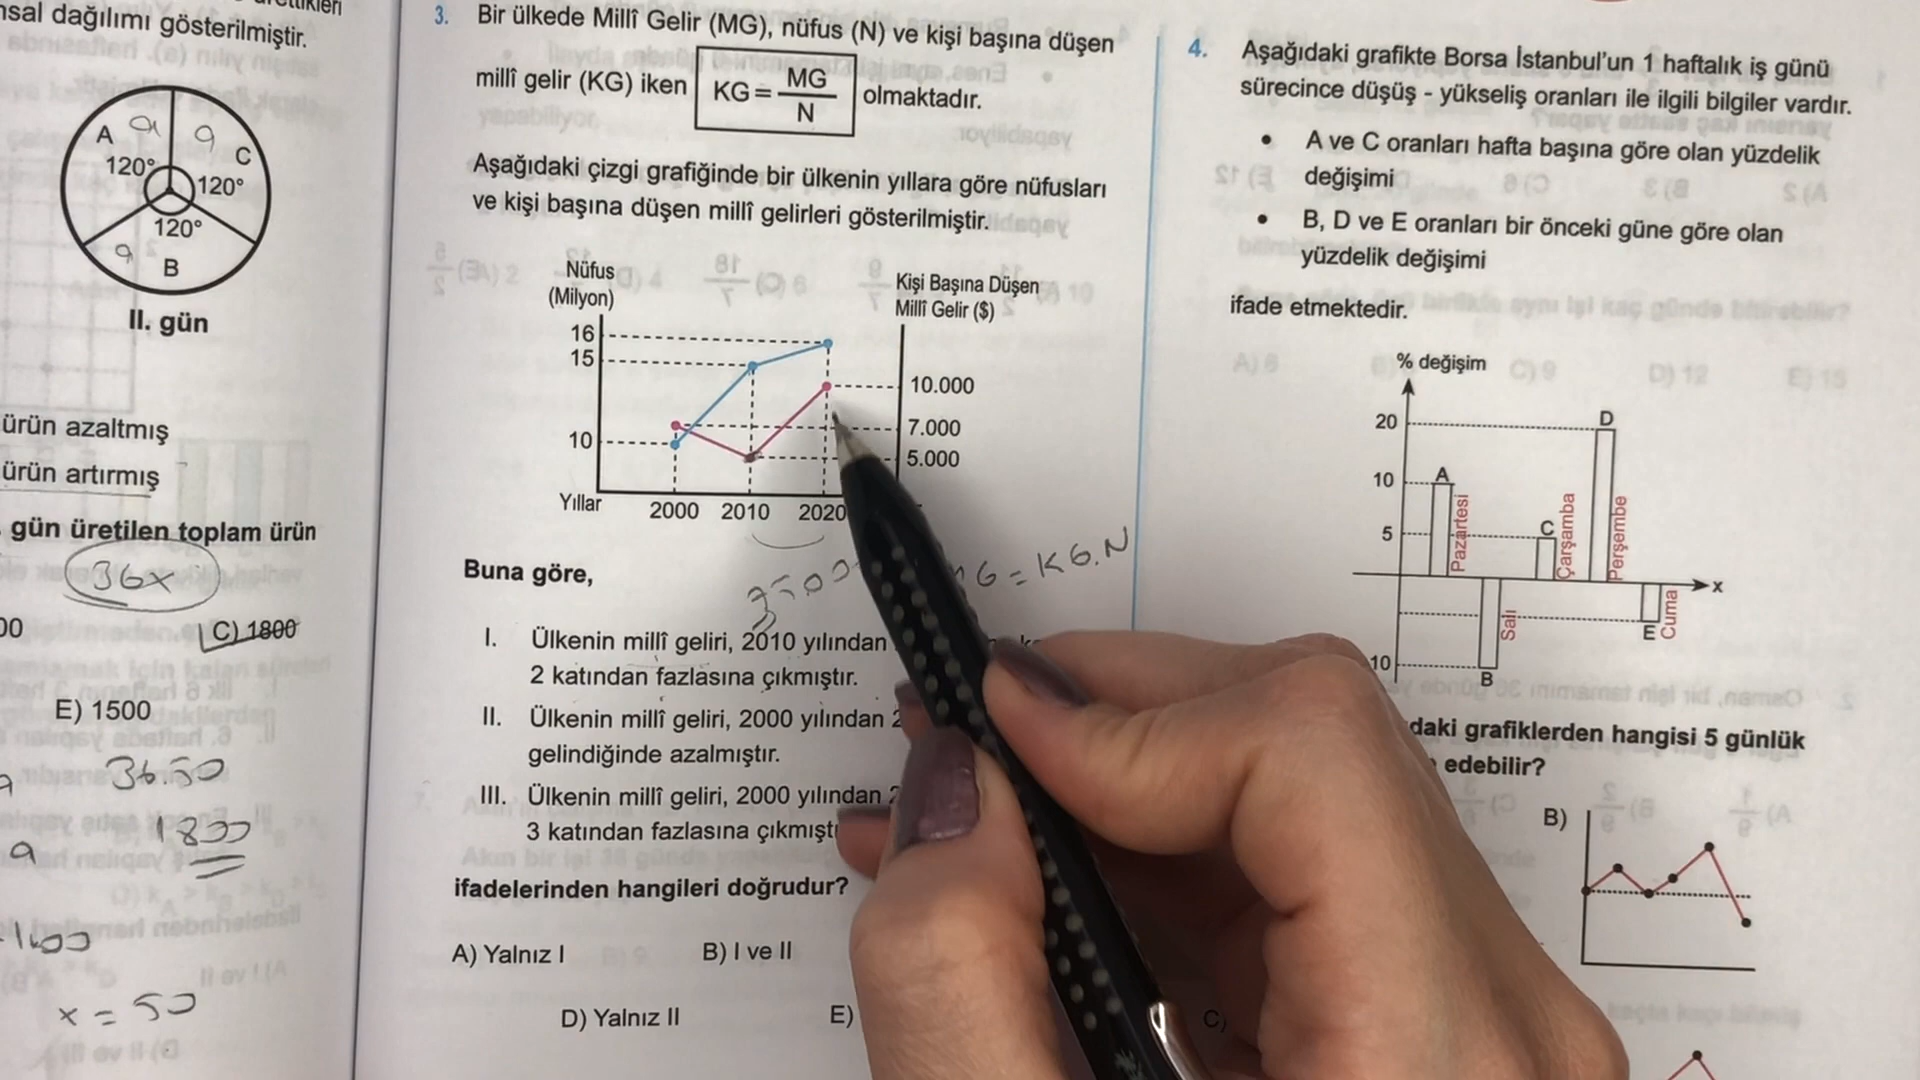 dağılımı gösterilmiştir.
A
120°
9
C
120°
120°
9
B
II. gün
ürün azaltmış
ürün artırmış
gün üretilen toplam ürün
36x
C) 1800
E) 1500
36.50
1800
9
x = 50
3. Bir ülkede Millî Gelir (MG), nüfus (N) ve kişi başına düşen
millî gelir (KG) iken KG = MG / N olmaktadır.
Aşağıdaki çizgi grafiğinde bir ülkenin yıllara göre nüfusları
ve kişi başına düşen millî gelirleri gösterilmiştir.
Nüfus
(Milyon)
Kişi Başına Düşen
Millî Gelir ($)
16
15
10
10.000
7.000
5.000
Yıllar
2000 2010 2020
Buna göre,
G = KG.N
I. Ülkenin millî geliri, 2010 yılından
2 katından fazlasına çıkmıştır.
II. Ülkenin millî geliri, 2000 yılından
gelindiğinde azalmıştır.
III. Ülkenin millî geliri, 2000 yılından
3 katından fazlasına
ifadelerinden hangileri doğrudur?
A) Yalnız I B) I ve II
D) Yalnız II E)
4. Aşağıdaki grafikte Borsa İstanbul'un 1 haftalık iş günü
sürecince düşüş - yükseliş oranları ile ilgili bilgiler vardır.
• A ve C oranları hafta başına göre olan yüzdelik
değişimi
• B, D ve E oranları bir önceki güne göre olan
yüzdelik değişimi
ifade etmektedir.
% değişim
20
10
5
10
A
Pazartesi
B
Salı
C
Çarşamba
D
Perşembe
E
Cuma
x
daki grafiklerden hangisi 5 günlük
edebilir?
B)
C)